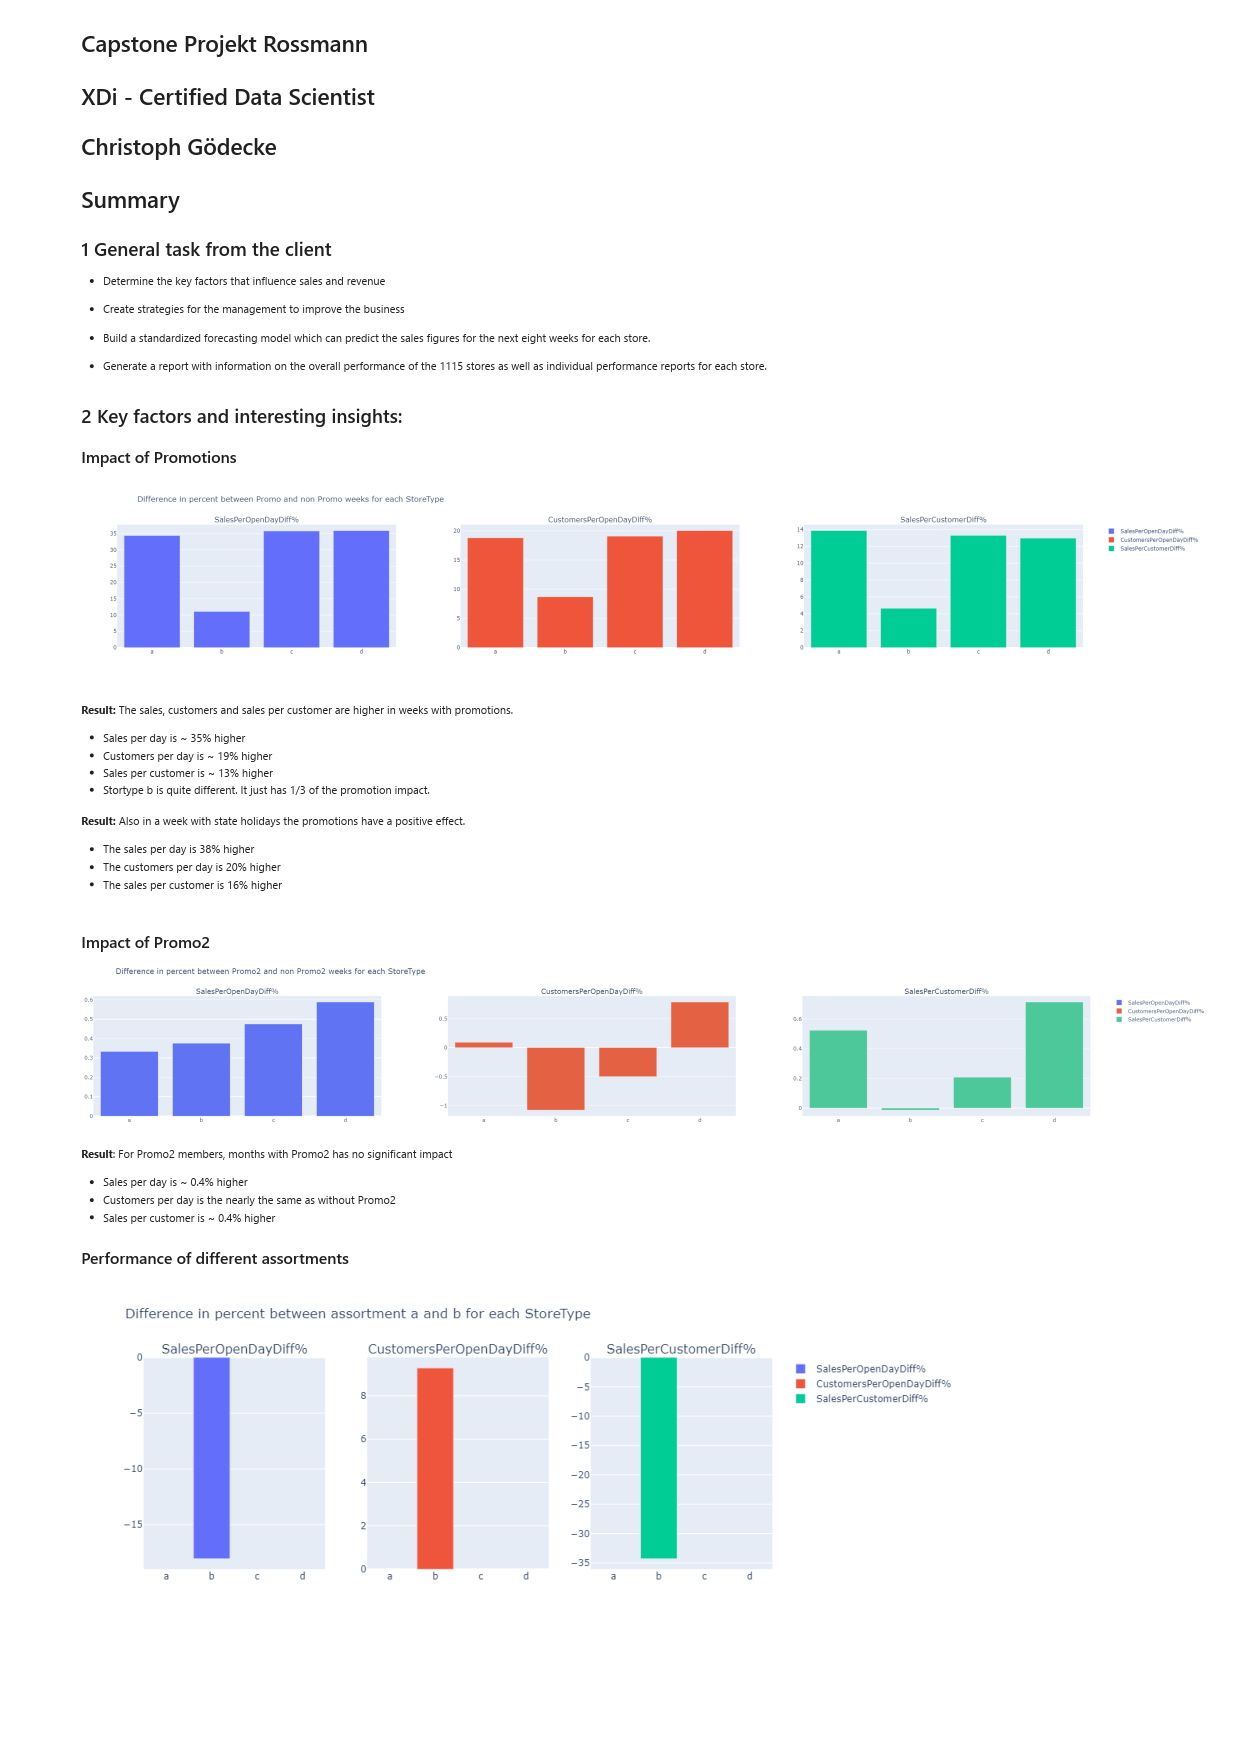 Capstone Projekt Rossmann
XDi - Certified Data Scientist
Christoph Gödecke
Summary
1 General task from the client
• Determine the key factors that influence sales and revenue
• Create strategies for the management to improve the business
• Build a standardized forecasting model which can predict the sales figures for the next eight weeks for each store.
• Generate a report with information on the overall performance of the 1115 stores as well as individual performance reports for each store.
2 Key factors and interesting insights:
Impact of Promotions
Difference in percent between Promo and non Promo weeks for each StoreType
SalesPerOpenDayDiff%
35
30
25
20
15
10
5
0
a b c d
CustomersPerOpenDayDiff%
20
15
10
5
0
a b c d
SalesPerCustomerDiff%
14
12
10
8
6
4
2
0
a b c d
SalesPerOpenDayDiff%
CustomersPerOpenDayDiff%
SalesPerCustomerDiff%
Result: The sales, customers and sales per customer are higher in weeks with promotions.
• Sales per day is ~ 35% higher
• Customers per day is ~ 19% higher
• Sales per customer is ~ 13% higher
• Stortype b is quite different. It just has 1/3 of the promotion impact.
Result: Also in a week with state holidays the promotions have a positive effect.
• The sales per day is 38% higher
• The customers per day is 20% higher
• The sales per customer is 16% higher
Impact of Promo2
Difference in percent between Promo2 and non Promo2 weeks for each StoreType
SalesPerOpenDayDiff%
0.6
0.5
0.4
0.3
0.2
0.1
0
a b c d
CustomersPerOpenDayDiff%
0.5
0
−0.5
−1
a b c d
SalesPerCustomerDiff%
0.6
0.4
0.2
0
a b c d
SalesPerOpenDayDiff%
CustomersPerOpenDayDiff%
SalesPerCustomerDiff%
Result: For Promo2 members, months with Promo2 has no significant impact
• Sales per day is ~ 0.4% higher
• Customers per day is the nearly the same as without Promo2
• Sales per customer is ~ 0.4% higher
Performance of different assortments
Difference in percent between assortment a and b for each StoreType
SalesPerOpenDayDiff%
0
−5
−10
−15
a b c d
CustomersPerOpenDayDiff%
8
6
4
2
0
a b c d
SalesPerCustomerDiff%
0
−5
−10
−15
−20
−25
−30
−35
a b c d
SalesPerOpenDayDiff%
CustomersPerOpenDayDiff%
SalesPerCustomerDiff%